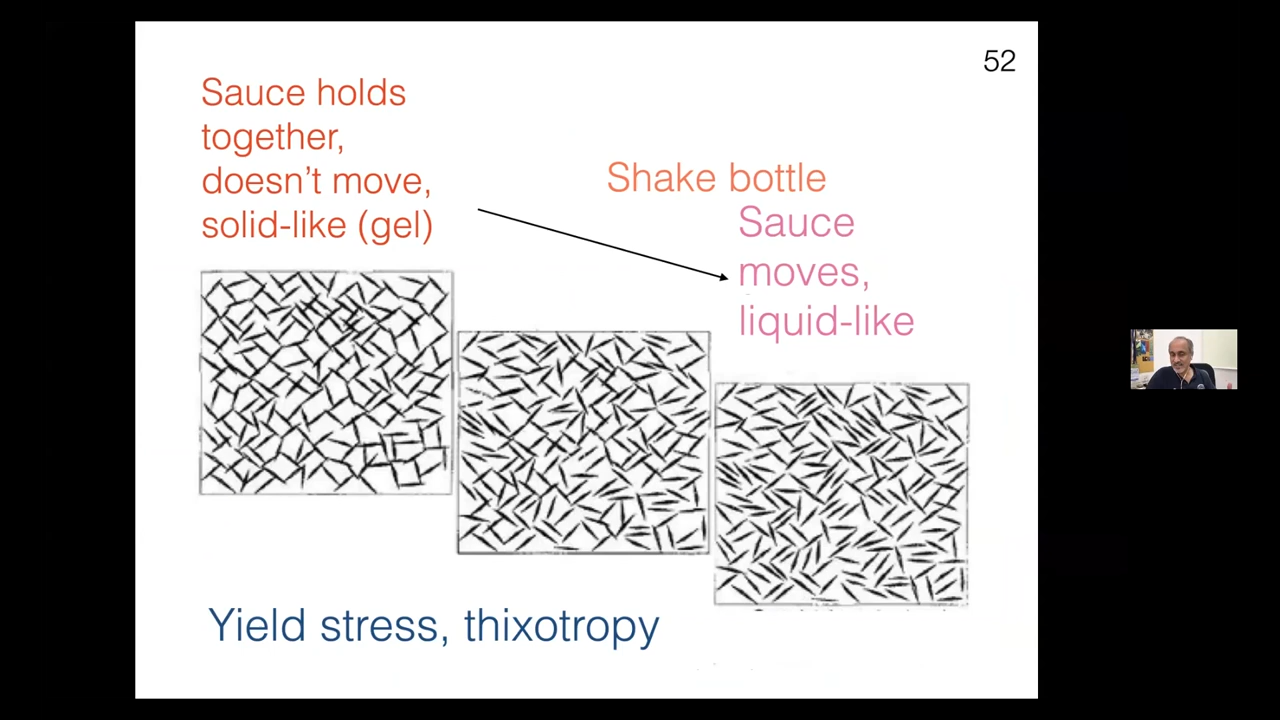 52
Sauce holds
together,
doesn't move,
solid-like (gel)
Shake bottle
Sauce
moves,
liquid-like
Yield stress, thixotropy